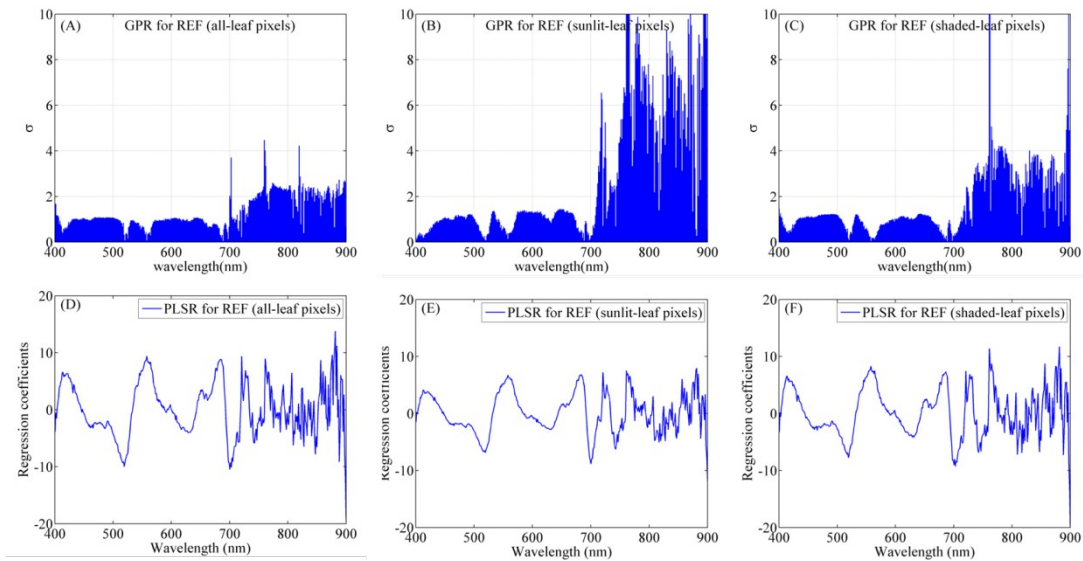 (A) GPR for REF (all-leaf pixels)
10
8
6
4
2
0
σ
400 500 600 700 800 900
wavelength(nm)
(B) GPR for REF (sunlit-leaf pixels)
10
8
6
4
2
0
σ
400 500 600 700 800 900
wavelength(nm)
(C) GPR for REF (shaded-leaf pixels)
10
8
6
4
2
0
σ
400 500 600 700 800 900
wavelength(nm)
(D) PLSR for REF (all-leaf pixels)
20
10
0
-10
-20
Regression coefficients
400 500 600 700 800 900
Wavelength (nm)
(E) PLSR for REF (sunlit-leaf pixels)
20
10
0
-10
-20
Regression coefficients
400 500 600 700 800 900
Wavelength (nm)
(F) PLSR for REF (shaded-leaf pixels)
20
10
0
-10
-20
Regression coefficients
400 500 600 700 800 900
Wavelength (nm)